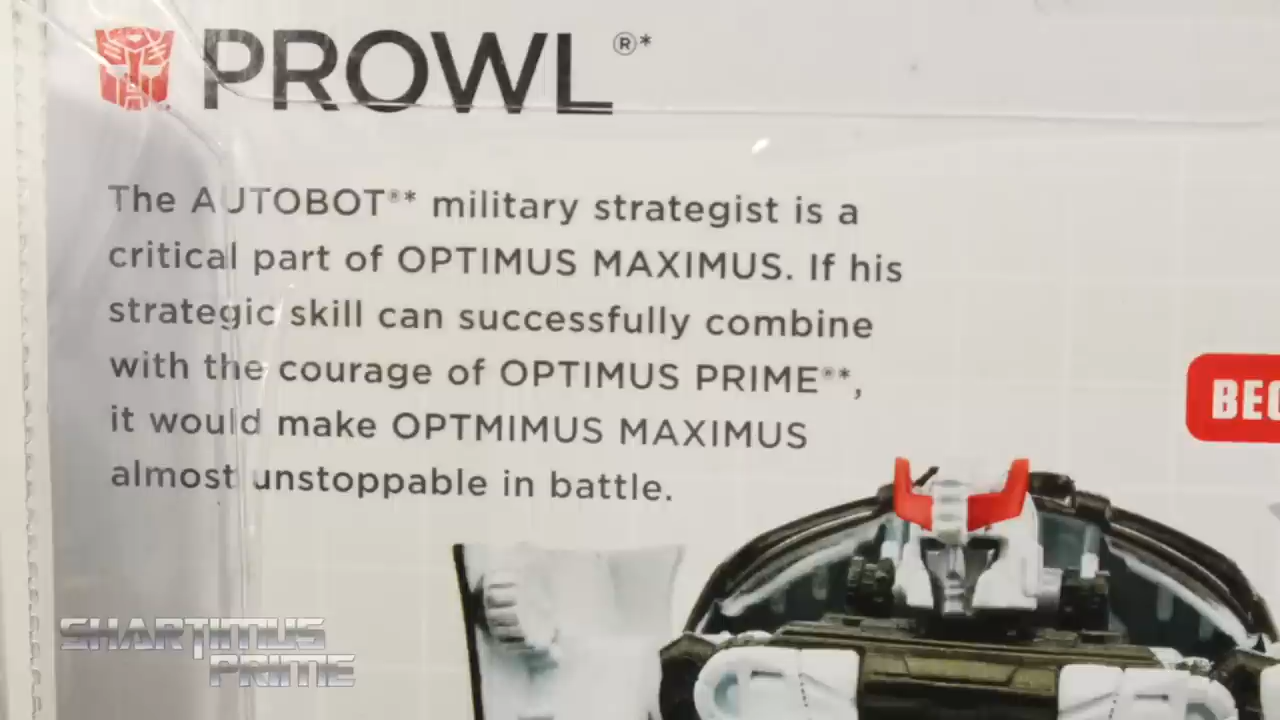 PROWL®*
The AUTOBOT®* military strategist is a
critical part of OPTIMUS MAXIMUS. If his
strategic skill can successfully combine
with the courage of OPTIMUS PRIME®*,
it would make OPTMIMUS MAXIMUS
almost unstoppable in battle.
BEC
SHARTIMUS
PRIME